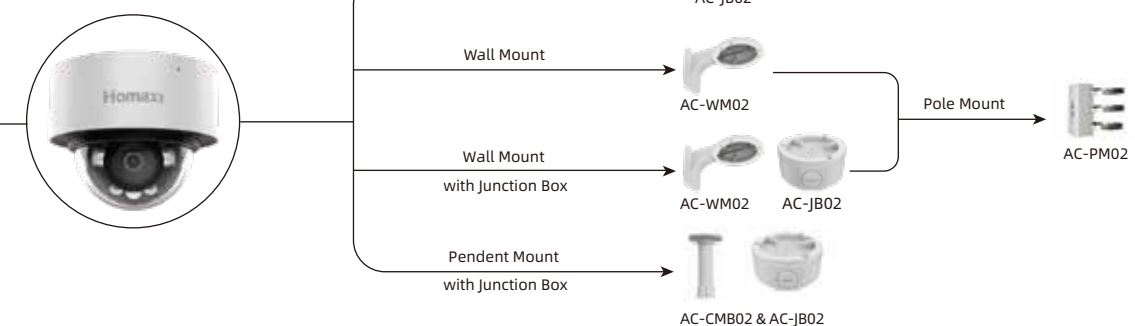 AC-JB02
Wall Mount
AC-WM02
Homaxi
Pole Mount
AC-PM02
Wall Mount
with Junction Box
AC-WM02
AC-JB02
Pendent Mount
with Junction Box
AC-CMB02 & AC-JB02